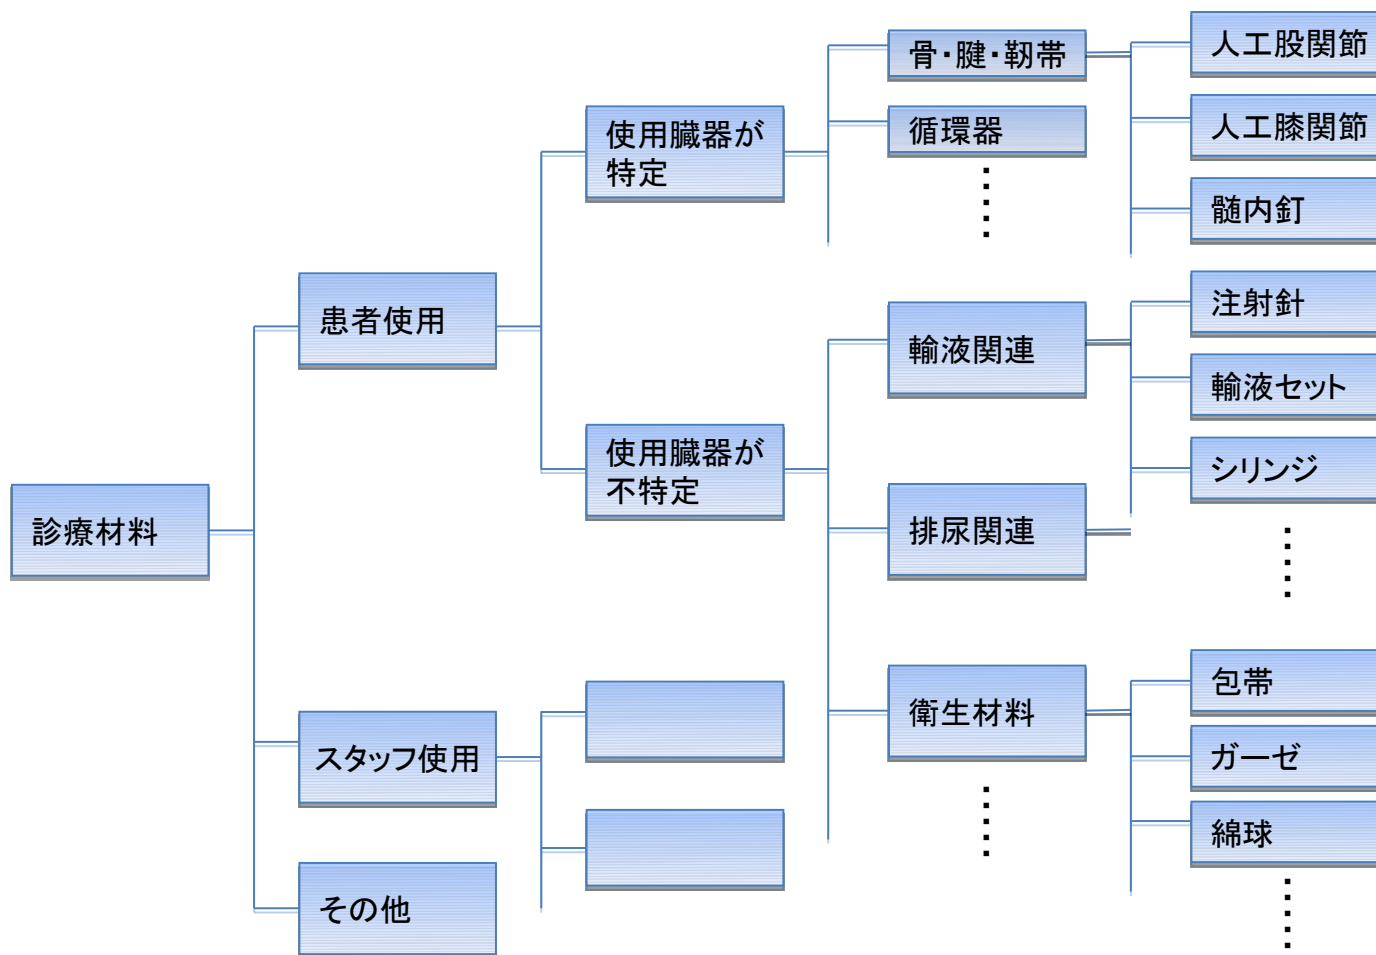 診療材料
患者使用
スタッフ使用
その他
使用臓器が
特定
使用臓器が
不特定
骨・腱・靭帯
循環器
輸液関連
排尿関連
衛生材料
人工股関節
人工膝関節
髄内釘
注射針
輸液セット
シリンジ
包帯
ガーゼ
綿球